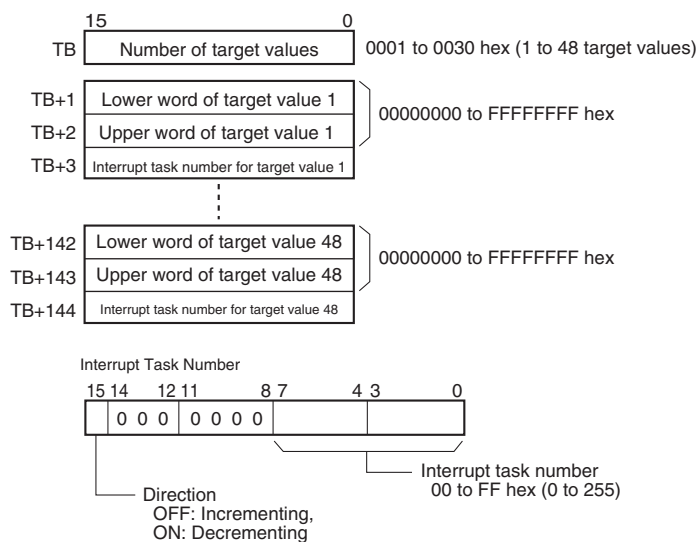 15 0
TB Number of target values 0001 to 0030 hex (1 to 48 target values)
TB+1 Lower word of target value 1
TB+2 Upper word of target value 1
00000000 to FFFFFFFF hex
TB+3 Interrupt task number for target value 1
TB+142 Lower word of target value 48
TB+143 Upper word of target value 48
00000000 to FFFFFFFF hex
TB+144 Interrupt task number for target value 48
Interrupt Task Number
15 14 12 11 8 7 4 3 0
0 0 0 0 0 0 0
Interrupt task number
00 to FF hex (0 to 255)
Direction
OFF: Incrementing,
ON: Decrementing